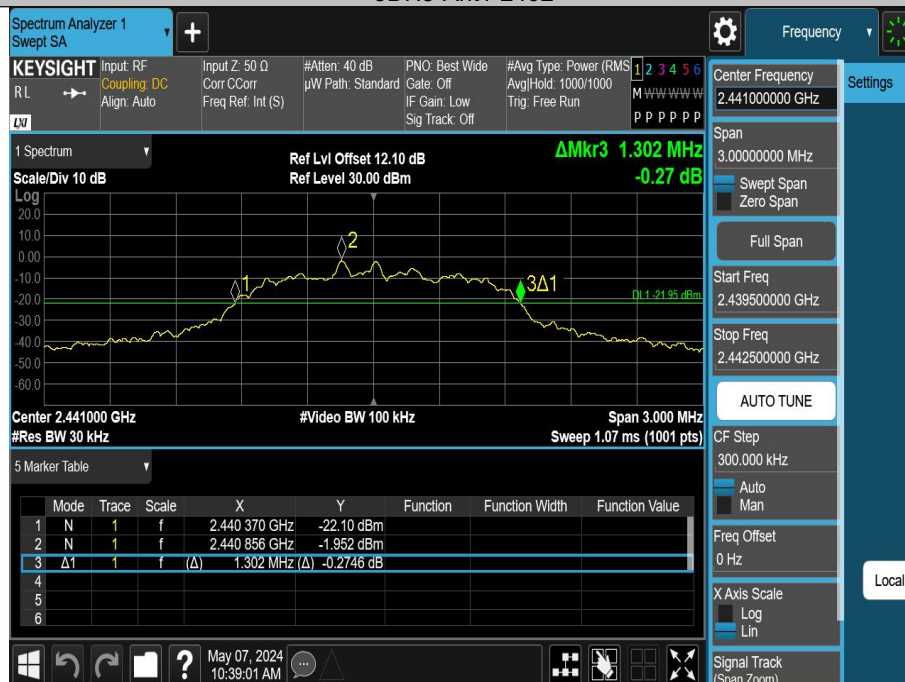 Spectrum Analyzer 1
Swept SA
+
Frequency
KEYSIGHT
RL
LXI
Input: RF
Coupling: DC
Align: Auto
Input Z: 50 Ω
Corr CCorr
Freq Ref: Int (S)
#Atten: 40 dB
µW Path: Standard
PNO: Best Wide
Gate: Off
IF Gain: Low
Sig Track: Off
#Avg Type: Power (RMS
Avg|Hold: 1000/1000
Trig: Free Run
1 2 3 4 5 6
M W W W W W
P P P P P P
1 Spectrum
Scale/Div 10 dB
Ref Lvl Offset 12.10 dB
Ref Level 30.00 dBm
ΔMkr3 1.302 MHz
-0.27 dB
Log
20.0
10.0
0.00
-10.0
-20.0
-30.0
-40.0
-50.0
-60.0
1
2
3Δ1
DL1 -21.95 dBm
Center 2.441000 GHz
#Video BW 100 kHz
Span 3.000 MHz
#Res BW 30 kHz
Sweep 1.07 ms (1001 pts)
5 Marker Table
Mode Trace Scale X Y Function Function Width Function Value
1 N 1 f 2.440 370 GHz -22.10 dBm
2 N 1 f 2.440 856 GHz -1.952 dBm
3 Δ1 1 f (Δ) 1.302 MHz (Δ) -0.2746 dB
4
5
6
?
May 07, 2024
10:39:01 AM
Center Frequency
2.441000000 GHz
Settings
Span
3.00000000 MHz
Swept Span
Zero Span
Full Span
Start Freq
2.439500000 GHz
Stop Freq
2.442500000 GHz
AUTO TUNE
CF Step
300.000 kHz
Auto
Man
Freq Offset
0 Hz
Local
X Axis Scale
Log
Lin
Signal Track
(Span Zoom)